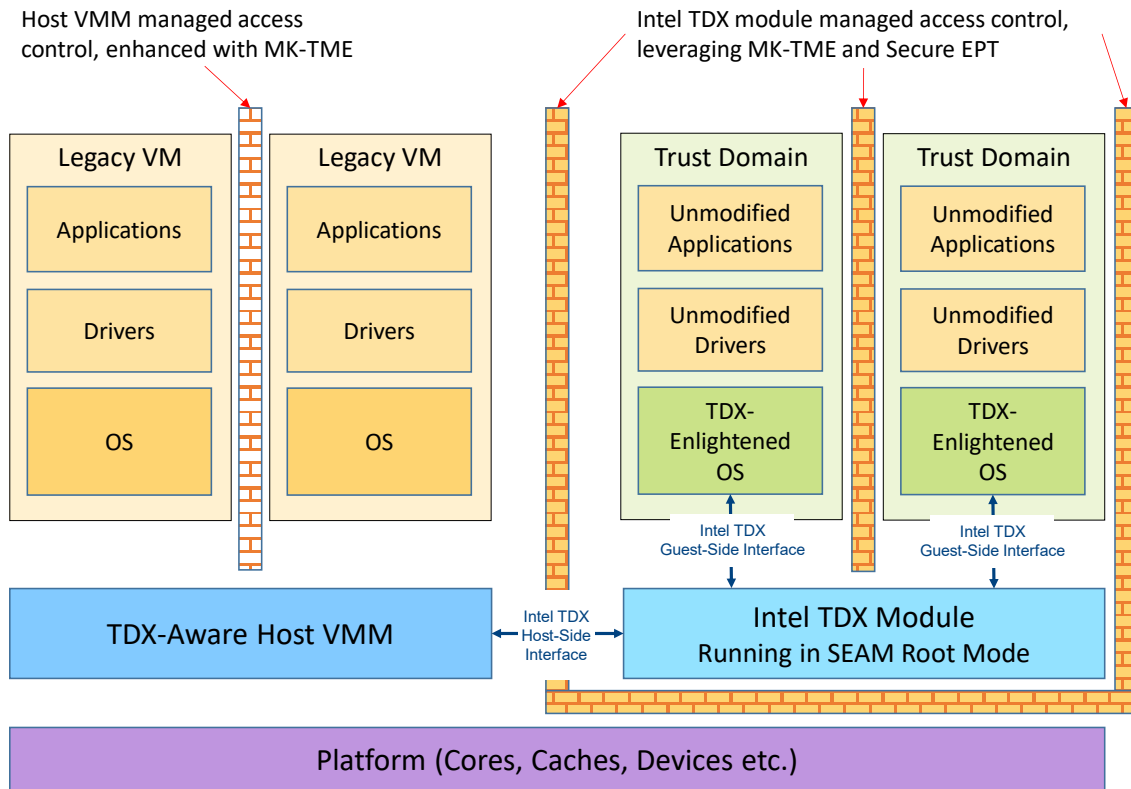 Host VMM managed access
control, enhanced with MK-TME
Intel TDX module managed access control,
leveraging MK-TME and Secure EPT
Legacy VM
Applications
Drivers
OS
Legacy VM
Applications
Drivers
OS
Trust Domain
Unmodified
Applications
Unmodified
Drivers
TDX-
Enlightened
OS
Trust Domain
Unmodified
Applications
Unmodified
Drivers
TDX-
Enlightened
OS
Intel TDX
Guest-Side Interface
Intel TDX
Guest-Side Interface
TDX-Aware Host VMM
Intel TDX
Host-Side
Interface
Intel TDX Module
Running in SEAM Root Mode
Platform (Cores, Caches, Devices etc.)